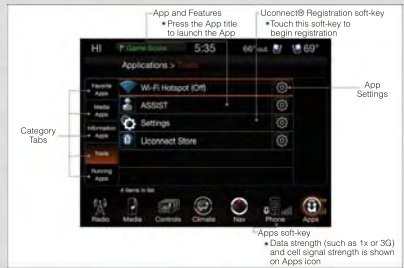 App and Features
*Press the App title
to launch the App
Uconnect® Registration soft-key
*Touch this soft-key to
begin registration
HI
Game Score
5:35
66° out
69°
Applications > Tools
Favorite
Apps
Wi-Fi Hotspot (Off)
App
Settings
Media
Apps
ASSIST
Category
Tabs
Information
Apps
Settings
Tools
Uconnect Store
Running
Apps
4 items in list
Radio
Media
Controls
Climate
Nav
Phone
Apps
Apps soft-key
*Data strength (such as 1x or 3G)
and cell signal strength is shown
on Apps icon